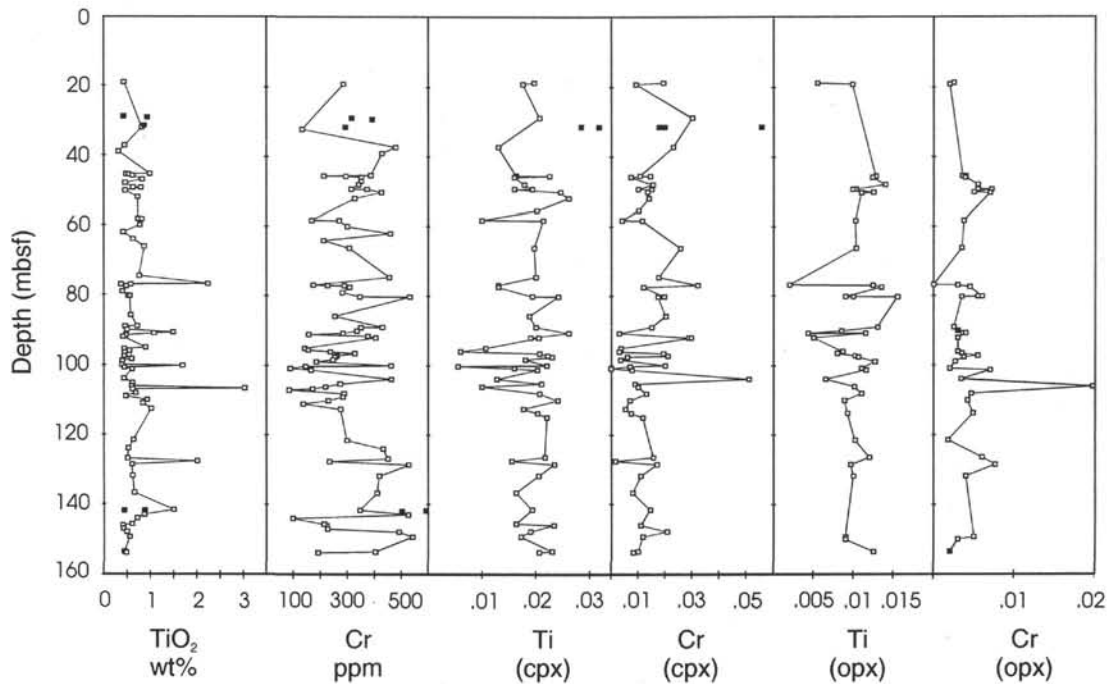 0
20
40
60
80
100
120
140
160
Depth (mbsf)
0 1 2 3
100 300 500
.01 .02 .03
.01 .03 .05
.005 .01 .015
.01 .02
TiO₂ Cr Ti Cr Ti Cr
wt% ppm (cpx) (cpx) (opx) (opx)